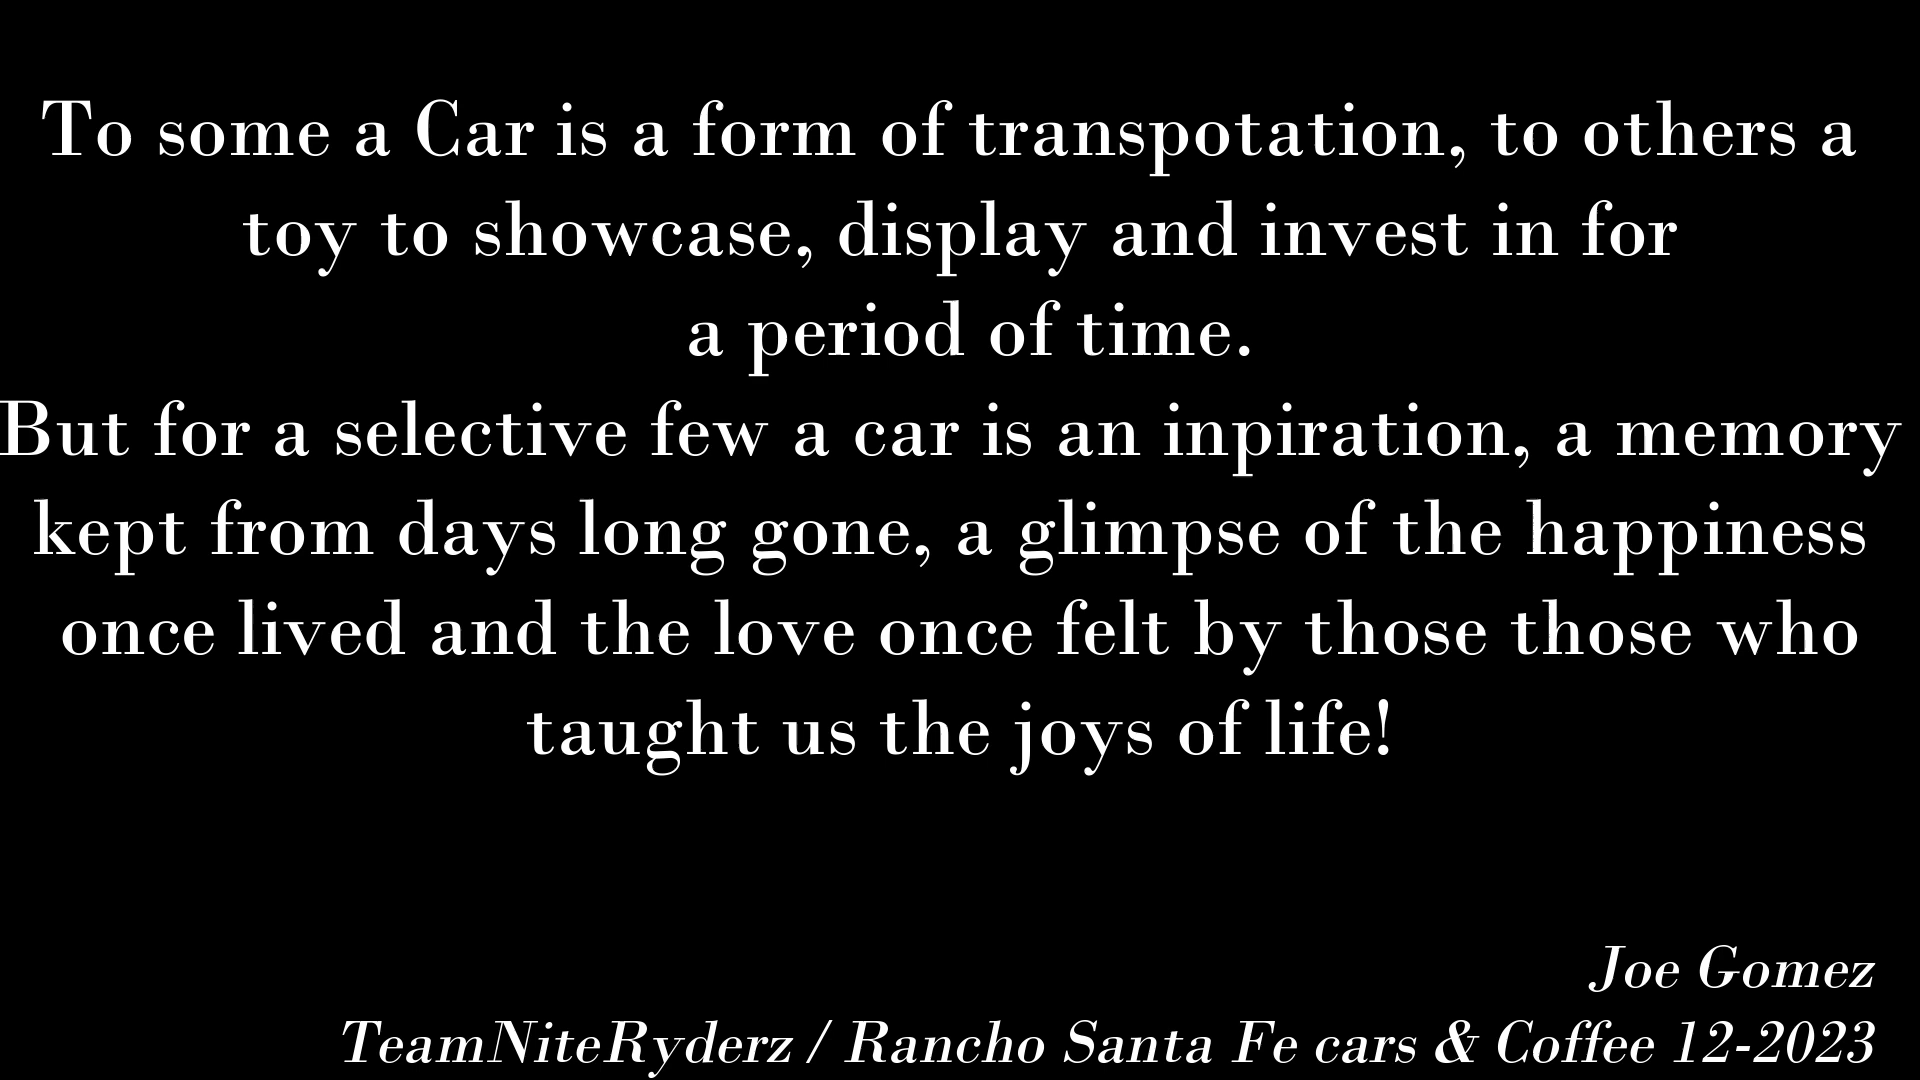 To some a Car is a form of transpotation, to others a
toy to showcase, display and invest in for
a period of time.
But for a selective few a car is an inpiration, a memory
kept from days long gone, a glimpse of the happiness
once lived and the love once felt by those those who
taught us the joys of life!
Joe Gomez
TeamNiteRyderz / Rancho Santa Fe cars & Coffee 12-2023